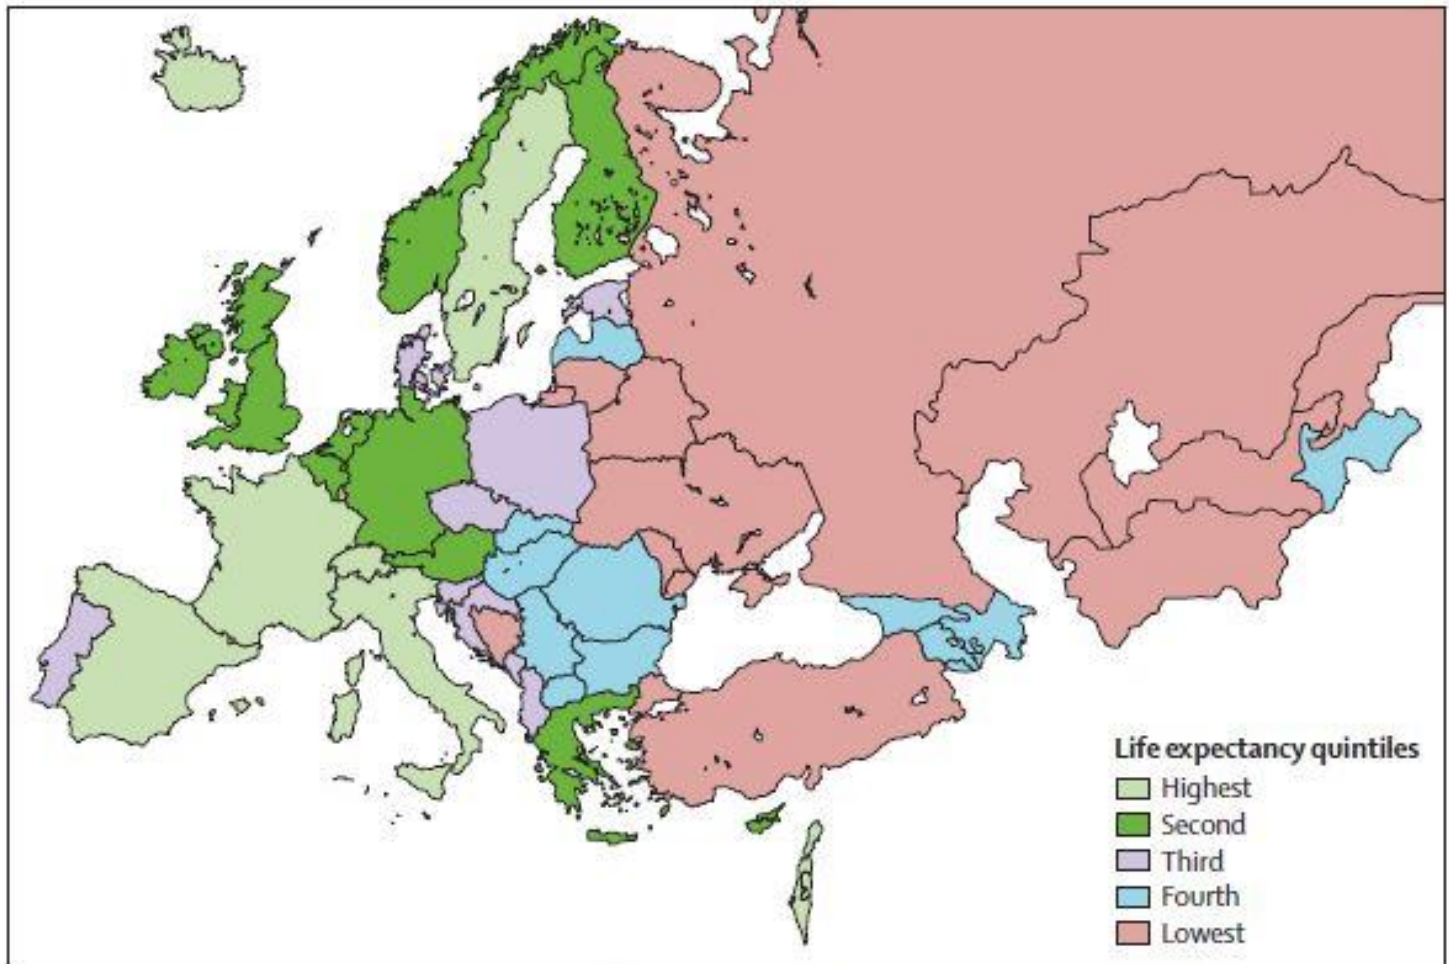 Life expectancy quintiles
Highest
Second
Third
Fourth
Lowest